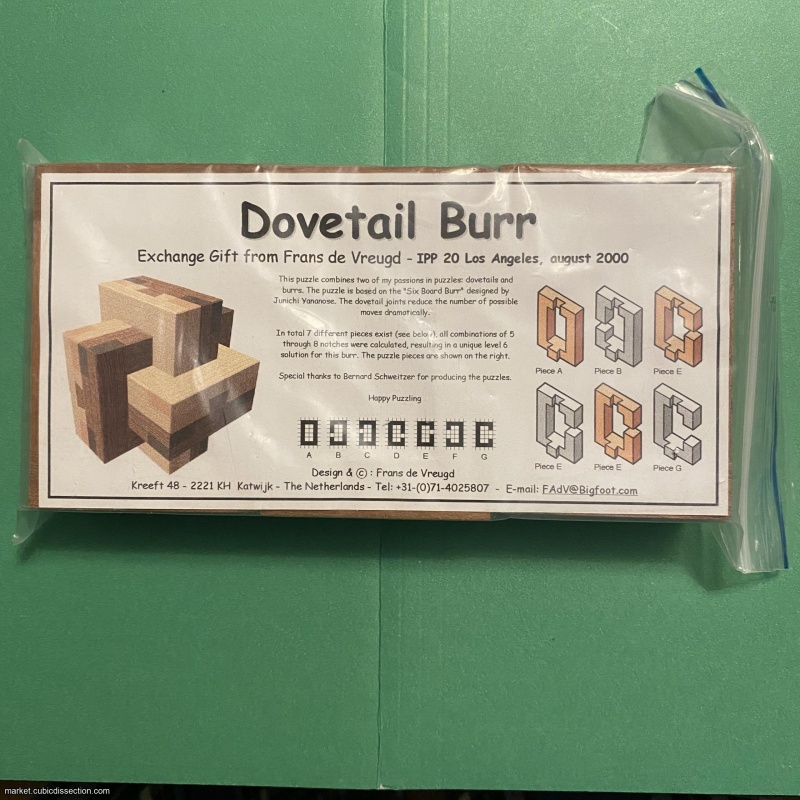 Dovetail Burr
Exchange Gift from Frans de Vreugd - IPP 20 Los Angeles, august 2000
This puzzle combines two of my passions in puzzles: dovetails and
burrs. The puzzle is based on the "Six Board Burr" designed by
Junichi Yananose. The dovetail joints reduce the number of possible
moves dramatically.
In total 7 different pieces exist (see below), all combinations of 5
through 8 notches were calculated, resulting in a unique level 6
solution for this burr. The puzzle pieces are shown on the right.
Special thanks to Bernard Schweitzer for producing the puzzles.
Happy Puzzling
Piece A Piece B Piece E
Piece E Piece E Piece G
A B C D E F G
Design & ©: Frans de Vreugd
Kreeft 48 - 2221 KH Katwijk - The Netherlands - Tel: +31-(0)71-4025807 - E-mail: FAdV@Bigfoot.com
market.cubicdissection.com